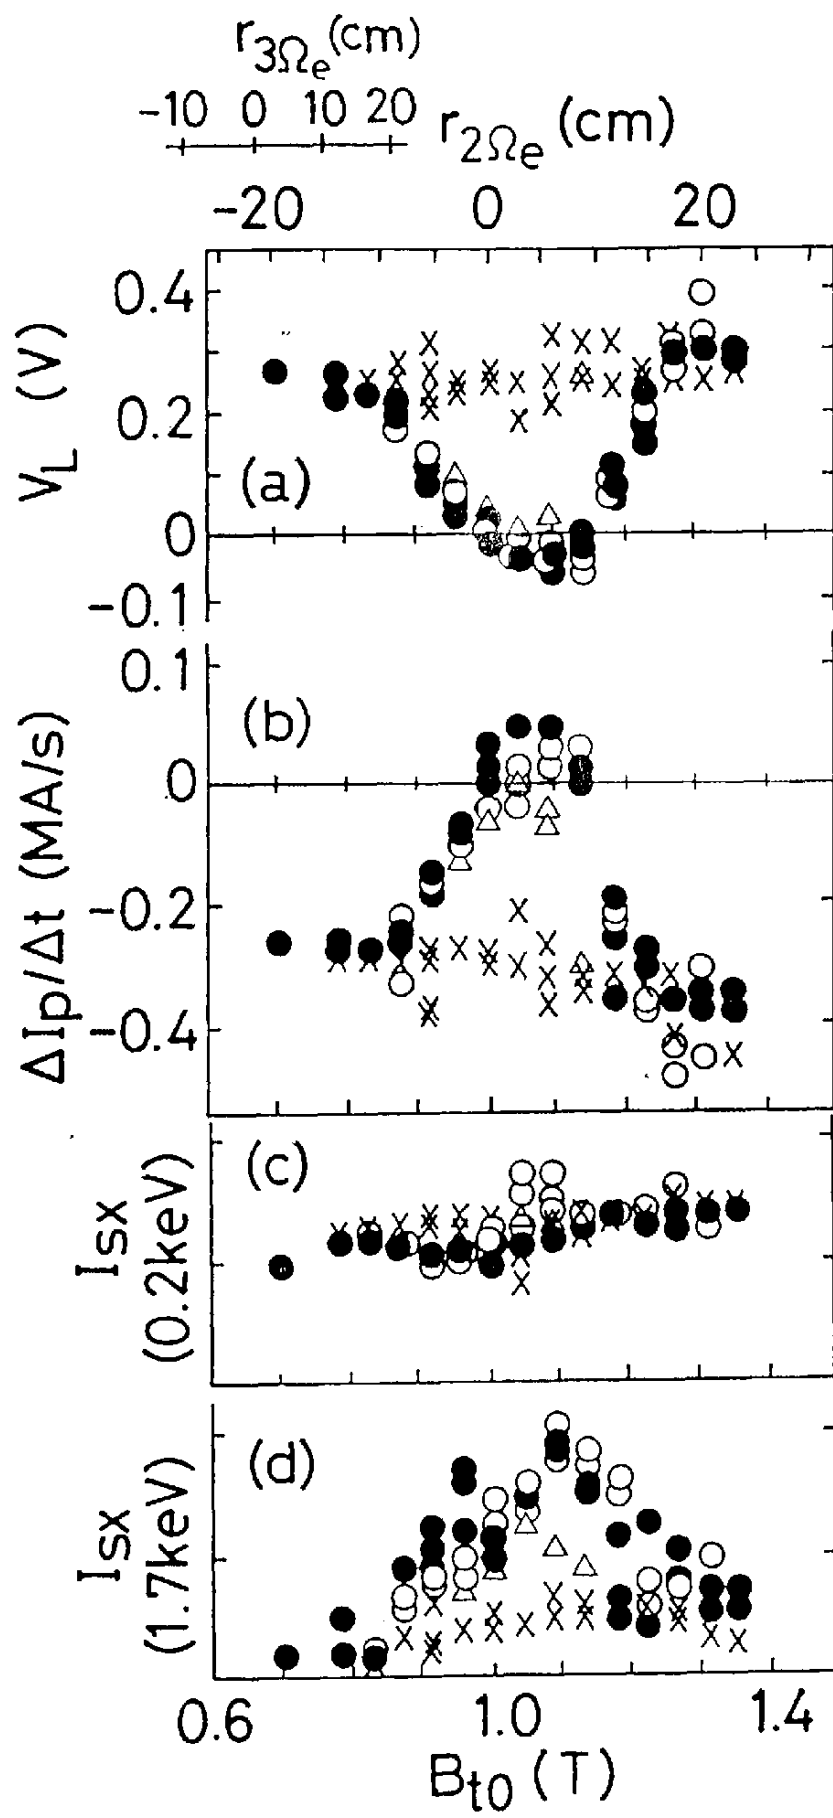 r3Ωe(cm)
-10 0 10 20
r2Ωe (cm)
-20 0 20
VL (V)
0.4
0.2
0
-0.1
(a)
ΔIp/Δt (MA/s)
0.1
0
-0.2
-0.4
(b)
ISX
(0.2keV)
(c)
ISX
(1.7keV)
(d)
0.6 1.0 1.4
Bt0 (T)